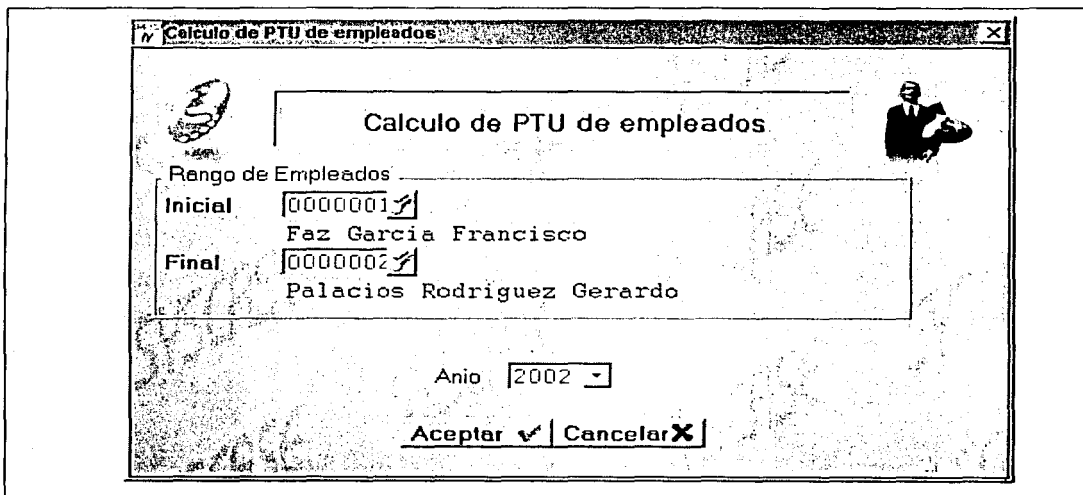 Calculo de PTU de empleados
Calculo de PTU de empleados
Rango de Empleados
Inicial 0000001
Faz Garcia Francisco
Final 0000002
Palacios Rodriguez Gerardo
Anio 2002
Aceptar Cancelar